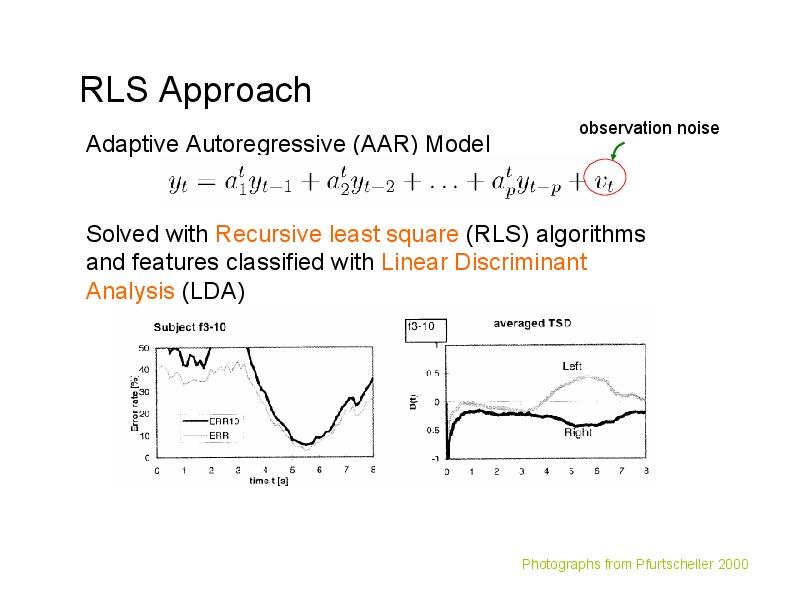 RLS Approach
observation noise
Adaptive Autoregressive (AAR) Model
y_t = a_1^t y_{t-1} + a_2^t y_{t-2} + ... + a_p^t y_{t-p} + v_t
Solved with Recursive least square (RLS) algorithms
and features classified with Linear Discriminant
Analysis (LDA)
Subject f3-10
Error rate [%]
50
40
30
20
10
0
ERR10
ERR
0 1 2 3 4 5 6 7 8
time t [s]
f3-10
averaged TSD
D(t)
1
0.5
0
0.5
-1
Left
Right
0 1 2 3 4 5 6 7 8
Photographs from Pfurtscheller 2000